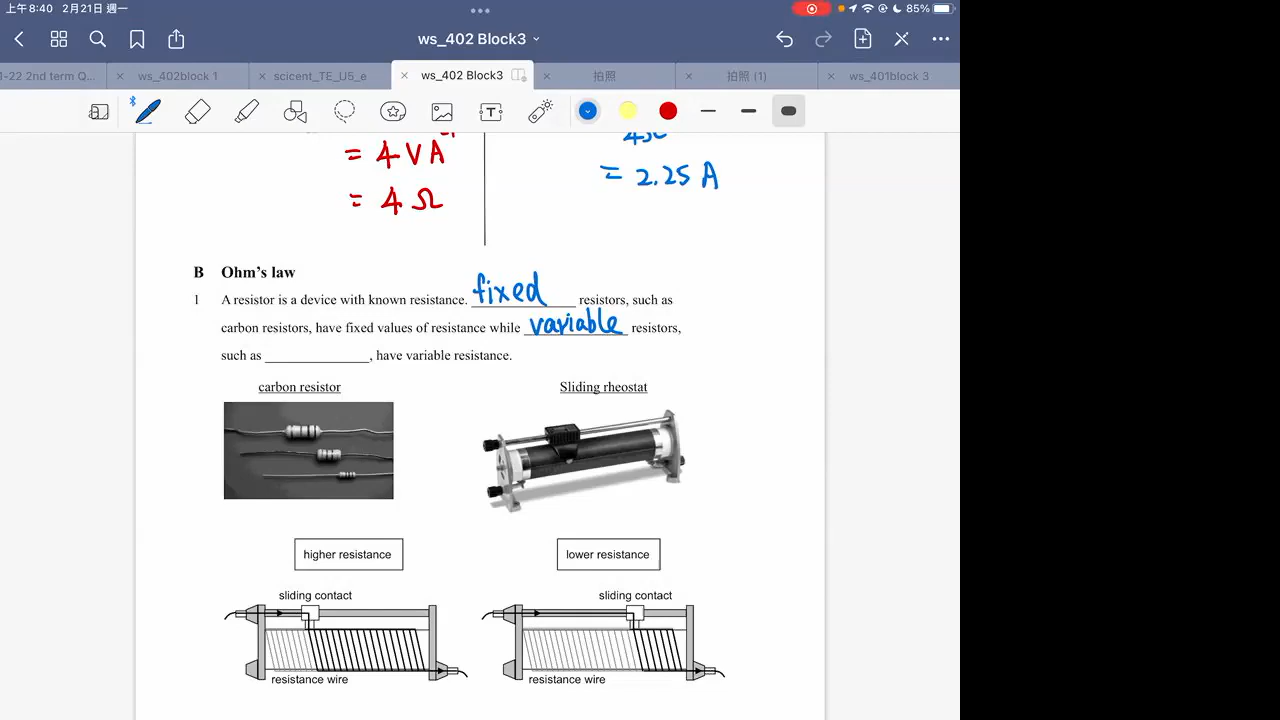 上午8:40 2月21日 週一
85%
ws_402 Block3
1-22 2nd term Q...
ws_402block 1
scicent_TE_U5_e
ws_402 Block3
拍照
拍照 (1)
ws_401block 3
= 4 V A
= 4 Ω
= 2.25 A
B Ohm's law
1 A resistor is a device with known resistance. fixed resistors, such as
carbon resistors, have fixed values of resistance while variable resistors,
such as _______________, have variable resistance.
carbon resistor
Sliding rheostat
higher resistance
lower resistance
sliding contact
sliding contact
resistance wire
resistance wire